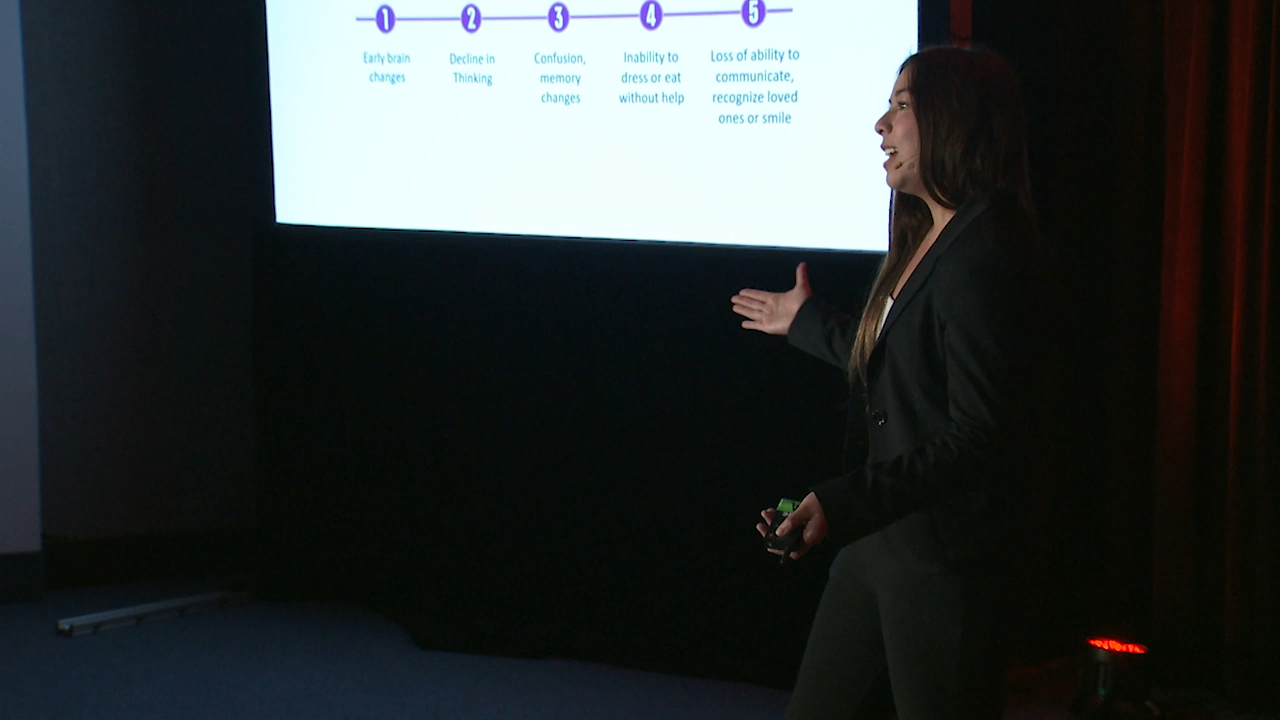 1 2 3 4 5
Early brain
changes
Decline in
Thinking
Confusion,
memory
changes
Inability to
dress or eat
without help
Loss of ability to
communicate,
recognize loved
ones or smile